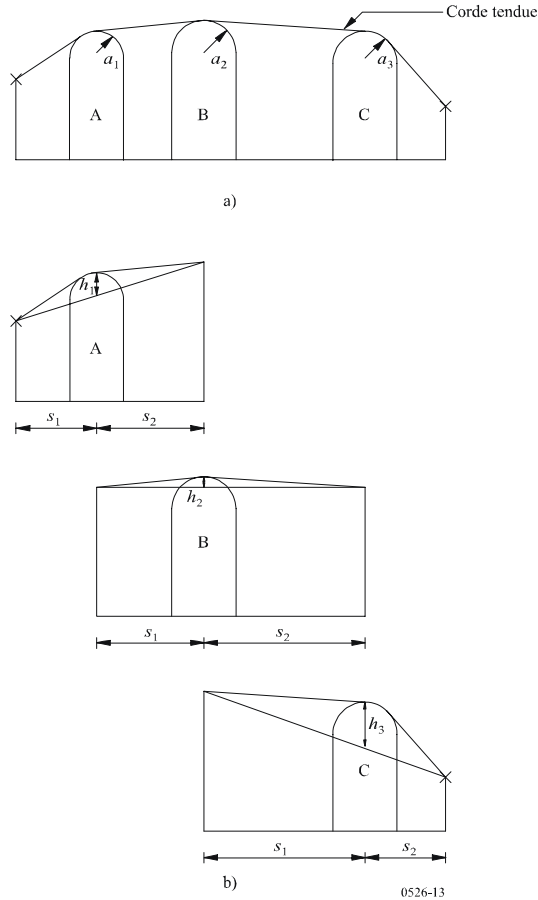 Corde tendue
a1 a2 a3
A B C
a)
h1
A
s1 s2
h2
B
s1 s2
h3
C
s1 s2
b)
0526-13